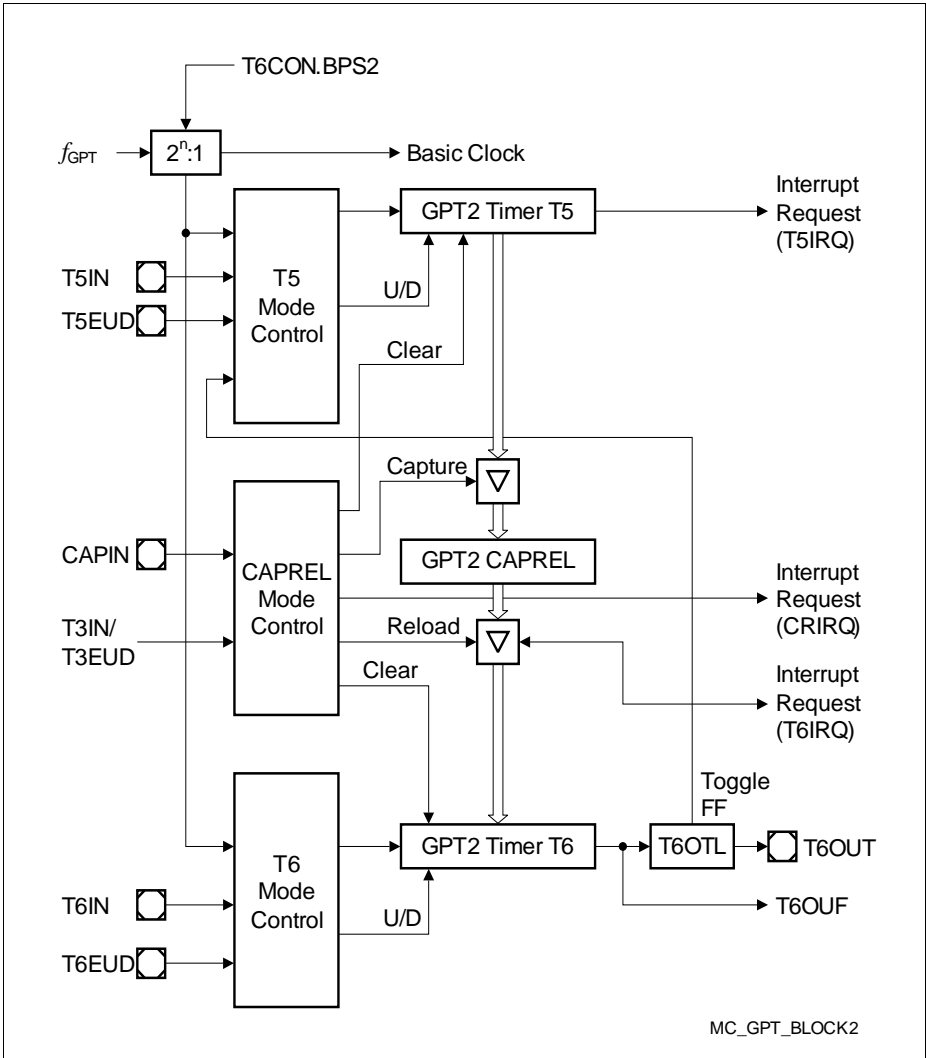 T6CON.BPS2
fGPT
2n:1
Basic Clock
Interrupt
Request
(T5IRQ)
GPT2 Timer T5
T5IN
T5EUD
T5
Mode
Control
U/D
Clear
Capture
CAPIN
T3IN/
T3EUD
CAPREL
Mode
Control
GPT2 CAPREL
Interrupt
Request
(CRIRQ)
Reload
Clear
Interrupt
Request
(T6IRQ)
Toggle
FF
T6
Mode
Control
GPT2 Timer T6
T6OTL
T6OUT
T6IN
T6EUD
U/D
T6OUF
MC_GPT_BLOCK2